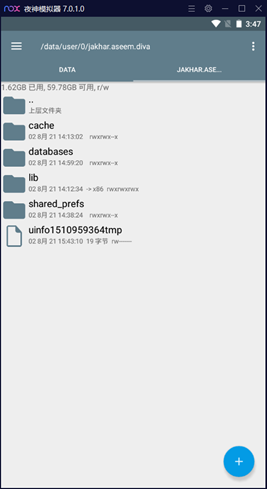 nox 夜神模拟器 7.0.1.0
3:47
/data/user/0/jakhar.aseem.diva
DATA
JAKHAR.ASE...
1.62GB 已用, 59.78GB 可用, r/w
..
上层文件夹
cache
02 8月 21 14:13:02 rwxrwx--x
databases
02 8月 21 14:59:20 rwxrwx--x
lib
02 8月 21 14:12:34 -> x86 rwxrwxrwx
shared_prefs
02 8月 21 14:38:24 rwxrwx--x
uinfo1510959364tmp
02 8月 21 15:43:10 19 字节 rw-------